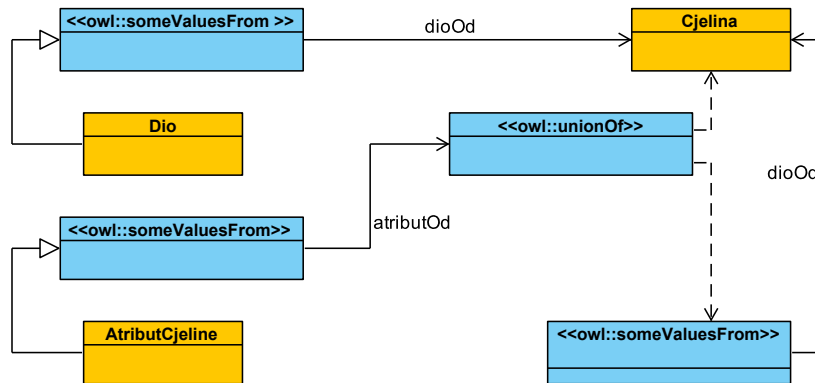 <<owl::someValuesFrom >>
dioOd
Cjelina
Dio
<<owl::unionOf>>
dioOd
<<owl::someValuesFrom>>
atributOd
AtributCjeline
<<owl::someValuesFrom>>